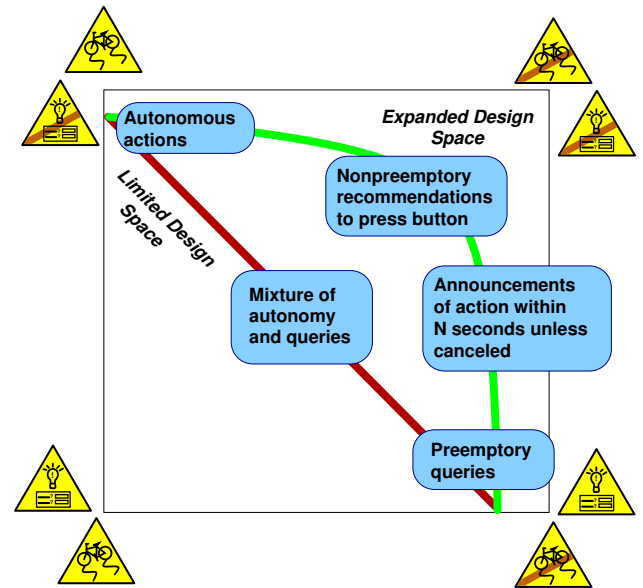 Autonomous
actions
Expanded Design
Space
Nonpreemptory
recommendations
to press button
Limited Design
Space
Mixture of
autonomy
and queries
Announcements
of action within
N seconds unless
canceled
Preemptory
queries